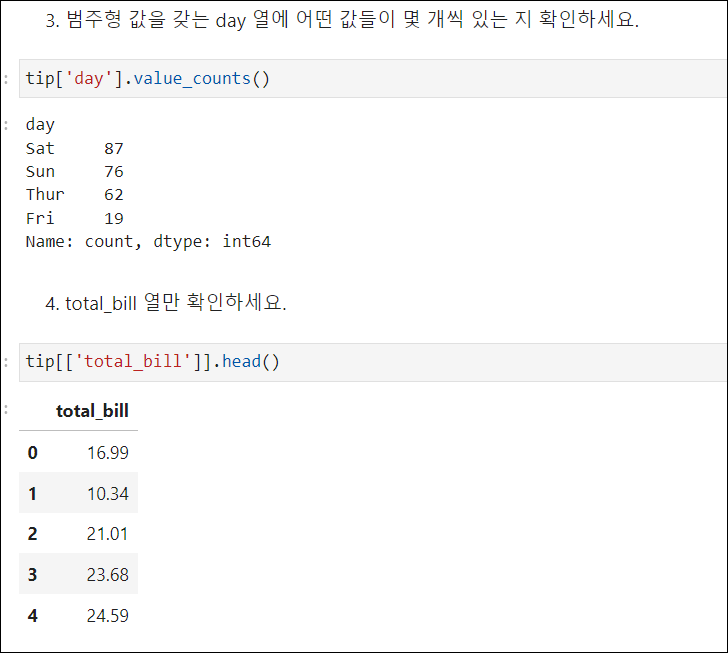 3. 범주형 값을 갖는 day 열에 어떤 값들이 몇 개씩 있는 지 확인하세요.
: tip['day'].value_counts()
: day
Sat 87
Sun 76
Thur 62
Fri 19
Name: count, dtype: int64
4. total_bill 열만 확인하세요.
: tip[['total_bill']].head()
: total_bill
0 16.99
1 10.34
2 21.01
3 23.68
4 24.59